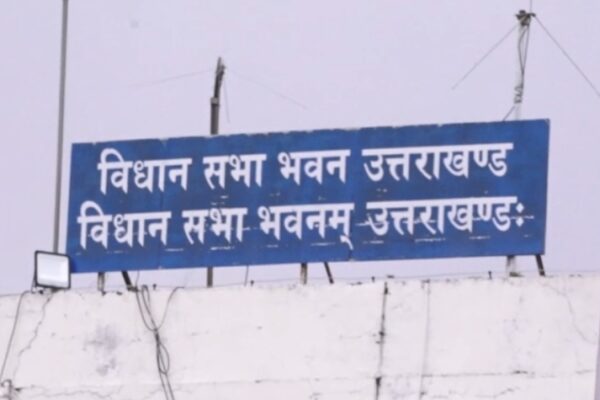 विधान सभा भवन उत्तराखण्ड
विधान सभा भवनम् उत्तराखण्डः